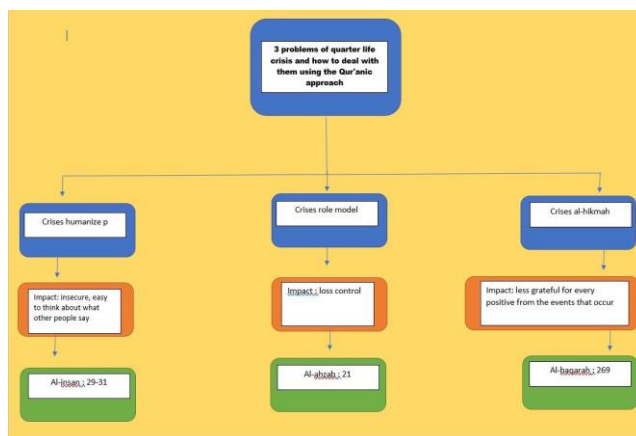 3 problems of quarter life
crisis and how to deal with
them using the Qur'anic
approach
Crises humanize p
Crises role model
Crises al-hikmah
Impact: insecure, easy
to think about what
other people say
Impact ; loss control
Impact: less grateful for every
positive from the events that occur
Al-insan ; 29-31
Al-ahzab ; 21
Al-baqarah ; 269